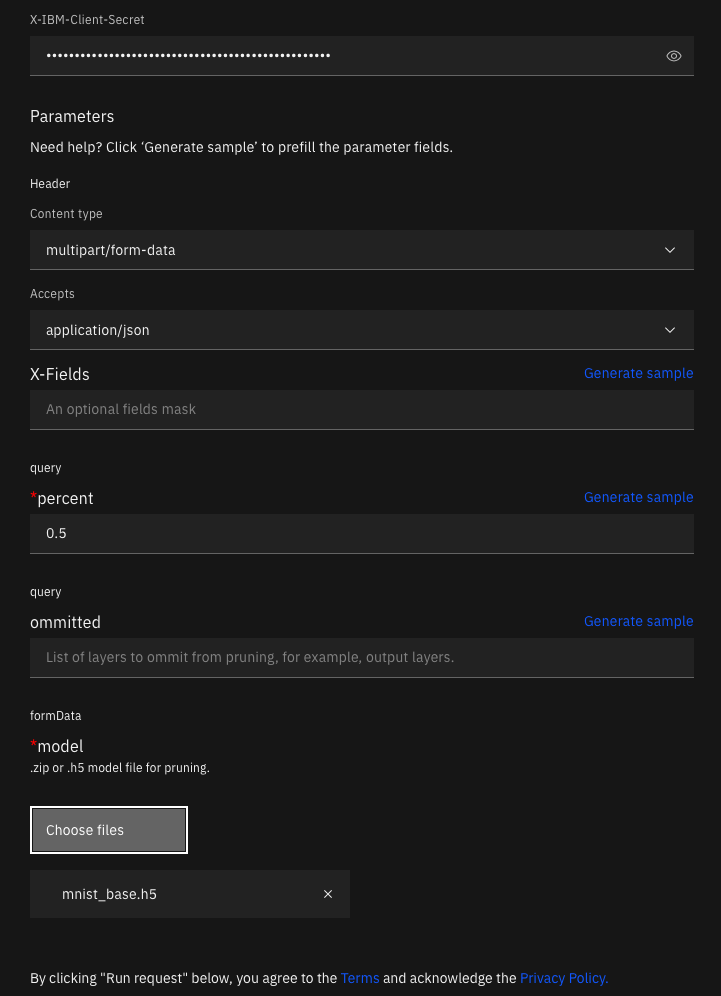 X-IBM-Client-Secret
••••••••••••••••••••••••••••••••••••••••••••••••••
Parameters
Need help? Click ‘Generate sample’ to prefill the parameter fields.
Header
Content type
multipart/form-data
Accepts
application/json
X-Fields Generate sample
An optional fields mask
query
*percent Generate sample
0.5
query
ommitted Generate sample
List of layers to ommit from pruning, for example, output layers.
formData
*model
.zip or .h5 model file for pruning.
Choose files
mnist_base.h5 ×
By clicking "Run request" below, you agree to the Terms and acknowledge the Privacy Policy.